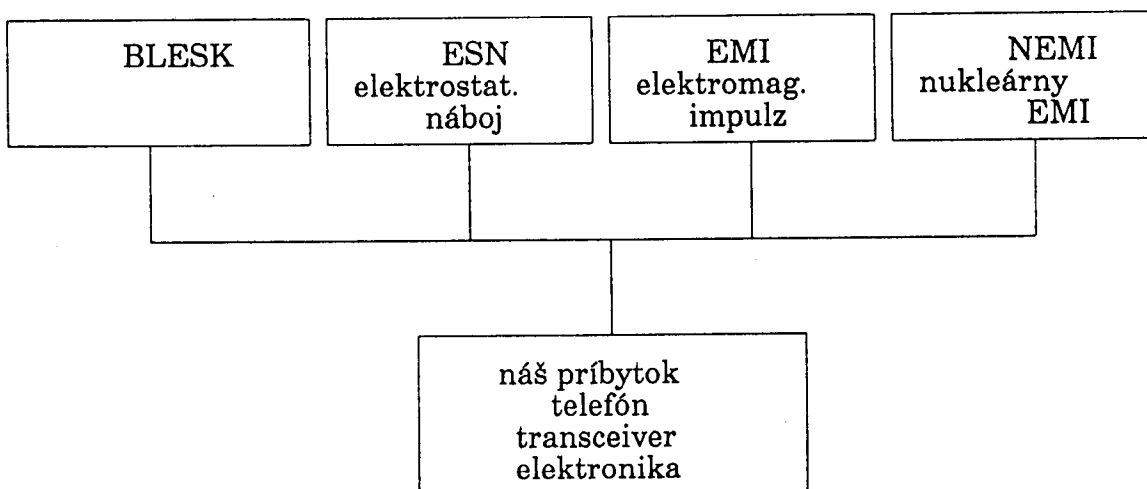 BLESK
ESN
elektrostat.
náboj
EMI
elektromag.
impulz
NEMI
nukleárny
EMI
náš príbytok
telefón
transceiver
elektronika